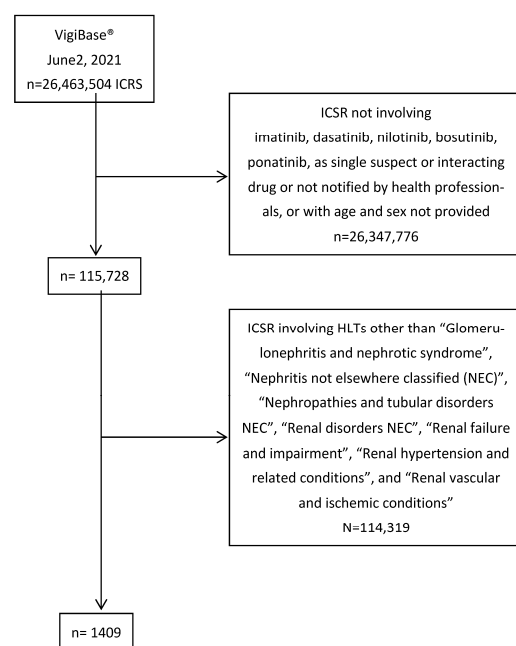 VigiBase®
June2, 2021
n=26,463,504 ICRS
ICSR not involving
imatinib, dasatinib, nilotinib, bosutinib,
ponatinib, as single suspect or interacting
drug or not notified by health profession-
als, or with age and sex not provided
n=26,347,776
n= 115,728
ICSR involving HLTs other than “Glomeru-
lonephritis and nephrotic syndrome”,
“Nephritis not elsewhere classified (NEC)”,
“Nephropathies and tubular disorders
NEC”, “Renal disorders NEC”, “Renal failure
and impairment”, “Renal hypertension and
related conditions”, and “Renal vascular
and ischemic conditions”
N=114,319
n= 1409